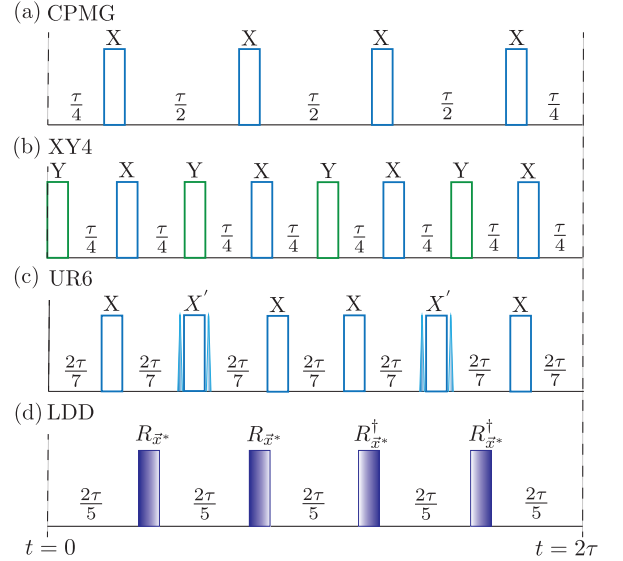 (a) CPMG
X X X X
τ/4 τ/2 τ/2 τ/2 τ/4
(b) XY4
Y X Y X Y X Y X
τ/4 τ/4 τ/4 τ/4 τ/4 τ/4 τ/4 τ/4
(c) UR6
X X′ X X X′ X
2τ/7 2τ/7 2τ/7 2τ/7 2τ/7 2τ/7 2τ/7
(d) LDD
R_{x⃗*} R_{x⃗*} R†_{x⃗*} R†_{x⃗*}
2τ/5 2τ/5 2τ/5 2τ/5 2τ/5
t = 0 t = 2τ